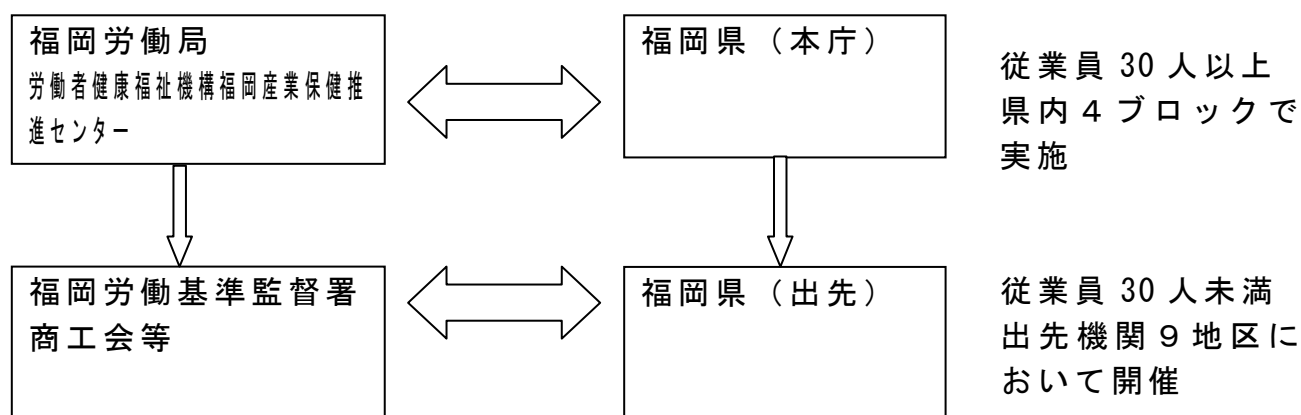 福岡労働局
労働者健康福祉機構福岡産業保健推
進センター
福岡県（本庁）
従業員 30 人以上
県内４ブロックで
実施
福岡労働基準監督署
商工会等
福岡県（出先）
従業員 30 人未満
出先機関９地区に
おいて開催